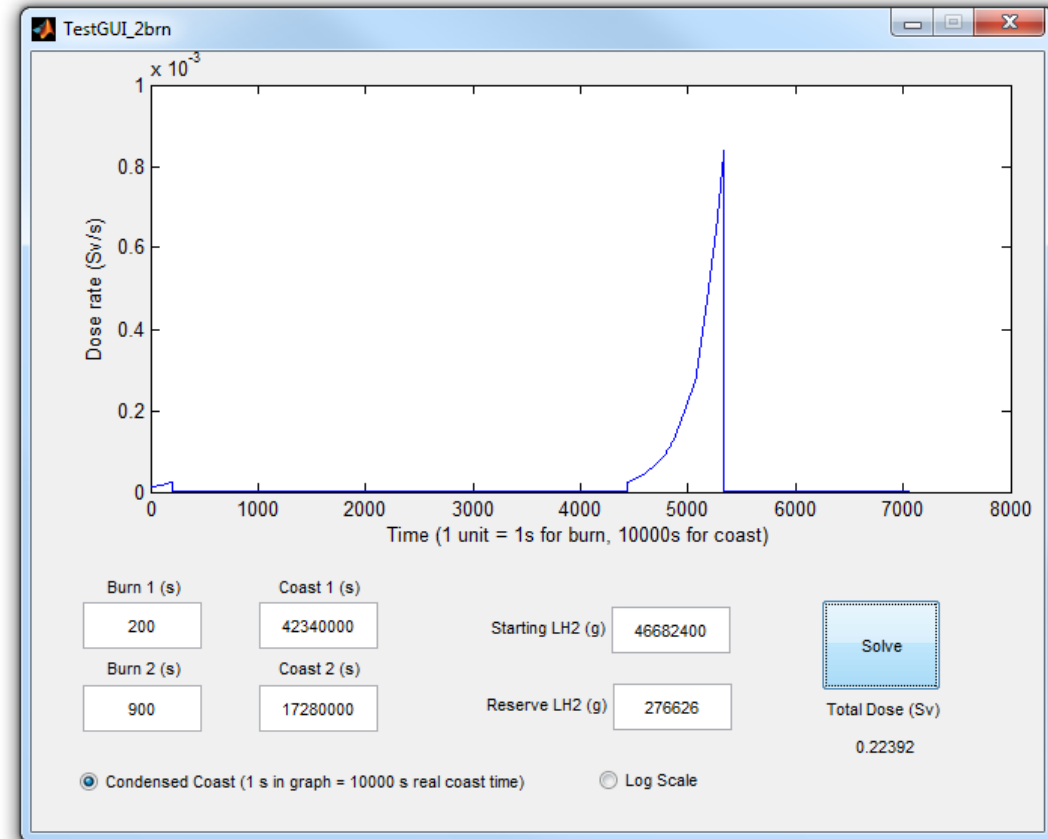 TestGUI_2brn
x 10^-3
1
0.8
0.6
0.4
0.2
0
Dose rate (Sv/s)
0 1000 2000 3000 4000 5000 6000 7000 8000
Time (1 unit = 1s for burn, 10000s for coast)
Burn 1 (s) Coast 1 (s)
200 42340000 Starting LH2 (g) 46682400 Solve
Burn 2 (s) Coast 2 (s)
900 17280000 Reserve LH2 (g) 276626 Total Dose (Sv)
0.22392
Condensed Coast (1 s in graph = 10000 s real coast time) Log Scale